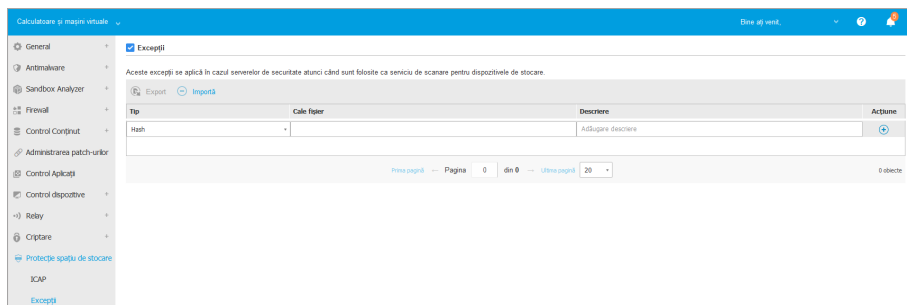 Calculatoare și mașini virtuale
Bine ați venit,
General
Antimalware
Sandbox Analyzer
Firewall
Control Conținut
Administrarea patch-urilor
Control Aplicații
Control dispozitive
Relay
Criptare
Protecție spațiu de stocare
ICAP
Excepții
Excepții
Aceste excepții se aplică în cazul serverelor de securitate atunci când sunt folosite ca serviciu de scanare pentru dispozitivele de stocare.
Export Importă
Tip Cale fișier Descriere Acțiune
Hash Adăugare descriere
Prima pagină Pagina 0 din 0 Ultima pagină 20 0 obiecte